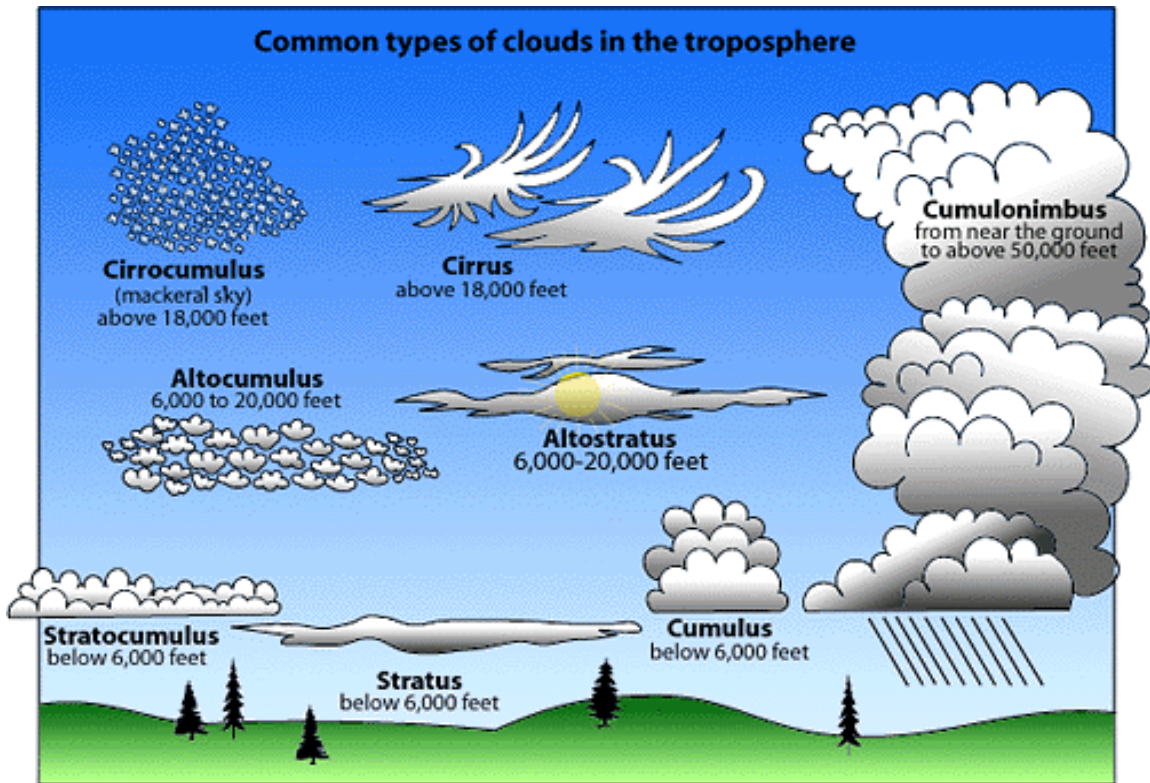 Common types of clouds in the troposphere
Cirrocumulus
(mackeral sky)
above 18,000 feet
Cirrus
above 18,000 feet
Cumulonimbus
from near the ground
to above 50,000 feet
Altocumulus
6,000 to 20,000 feet
Altostratus
6,000-20,000 feet
Stratocumulus
below 6,000 feet
Stratus
below 6,000 feet
Cumulus
below 6,000 feet